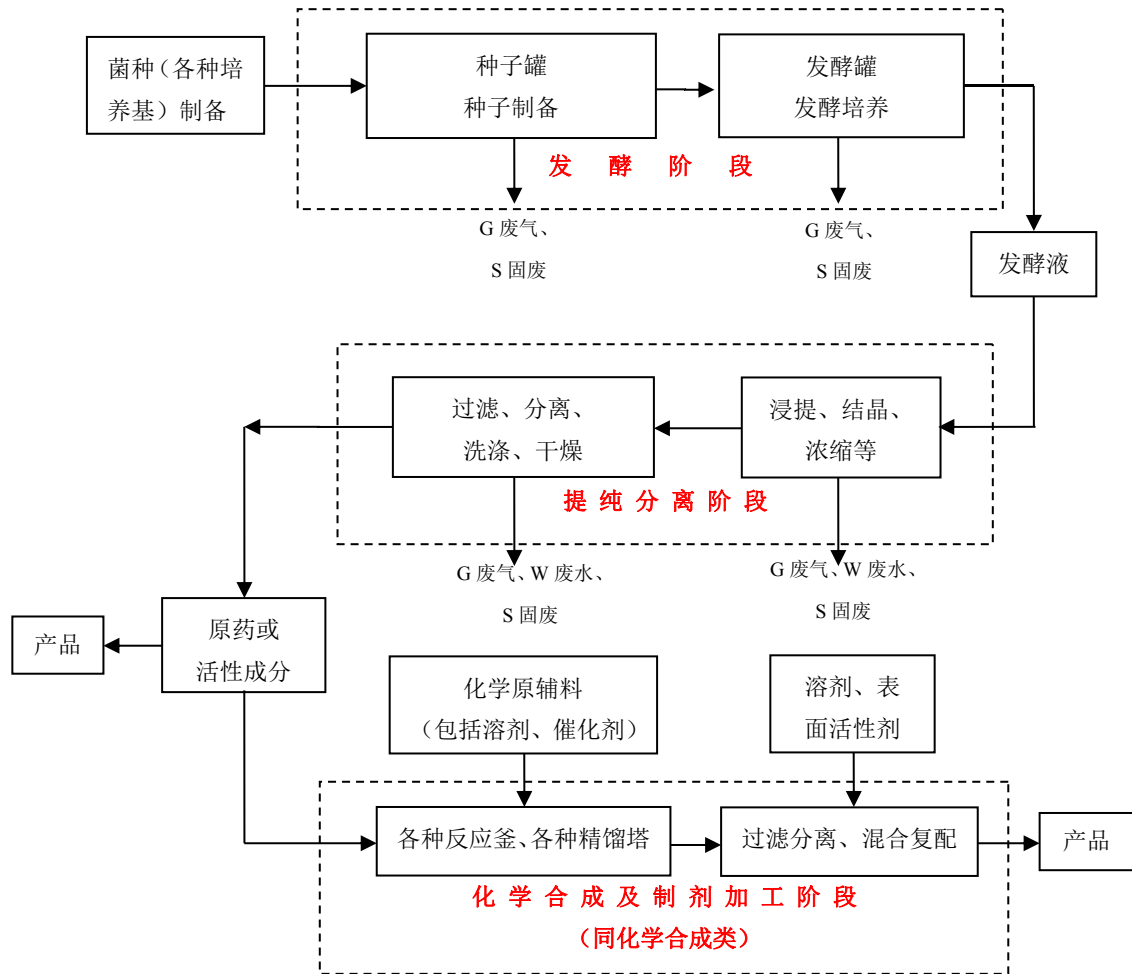 菌种（各种培
养基）制备
种子罐
种子制备
发酵罐
发酵培养
发 酵 阶 段
G 废气、
S 固废
G 废气、
S 固废
发酵液
过滤、分离、
洗涤、干燥
浸提、结晶、
浓缩等
提 纯 分 离 阶 段
G 废气、W 废水、
S 固废
G 废气、W 废水、
S 固废
产品
原药或
活性成分
化学原辅料
（包括溶剂、催化剂）
溶剂、表
面活性剂
各种反应釜、各种精馏塔
过滤分离、混合复配
产品
化 学 合 成 及 制 剂 加 工 阶 段
（同化学合成类）